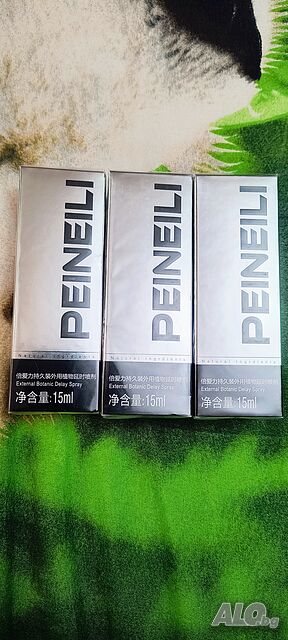 PEINEILI
Natural Ingredients
倍爱力持久装外用植物延时喷剂
External Botanic Delay Spray
净含量:15ml
PEINEILI
Natural Ingredients
倍爱力持久装外用植物延时喷剂
External Botanic Delay Spray
净含量:15ml
PEINEILI
Natural Ingredients
倍爱力持久装外用植物延时喷剂
External Botanic Delay Spray
净含量:15ml
ALO.bg